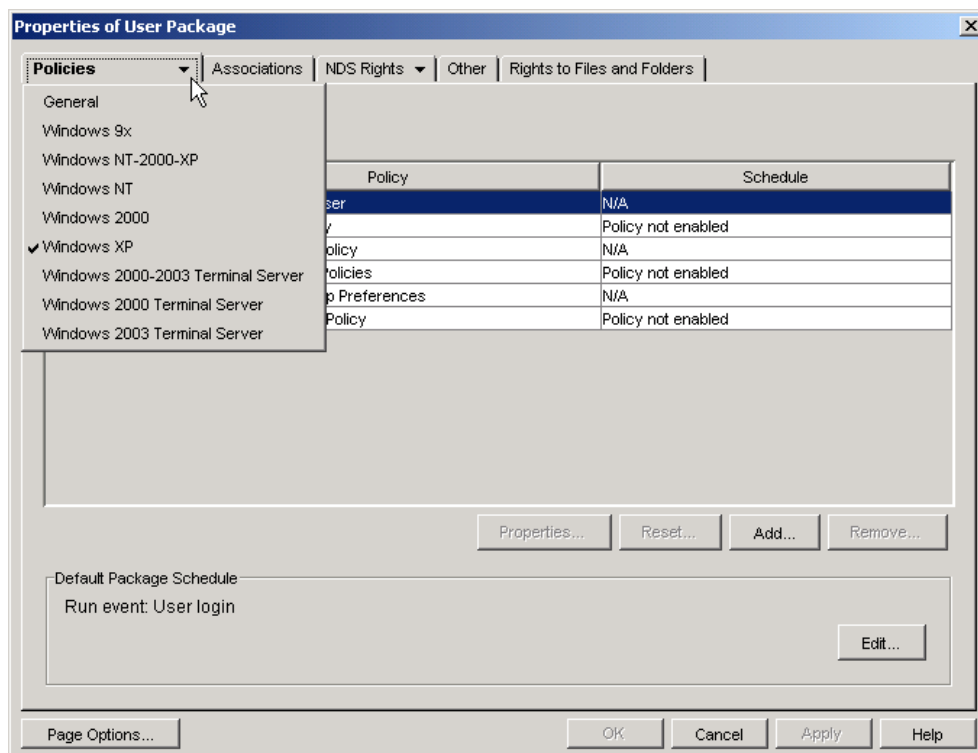 Properties of User Package
Policies Associations NDS Rights Other Rights to Files and Folders
General
Windows 9x
Windows NT-2000-XP
Windows NT
Windows 2000
Windows XP
Windows 2000-2003 Terminal Server
Windows 2000 Terminal Server
Windows 2003 Terminal Server
Policy Schedule
N/A
Policy not enabled
N/A
Policies Policy not enabled
p Preferences N/A
Policy Policy not enabled
Properties... Reset... Add... Remove...
Default Package Schedule
Run event: User login
Edit...
Page Options... OK Cancel Apply Help